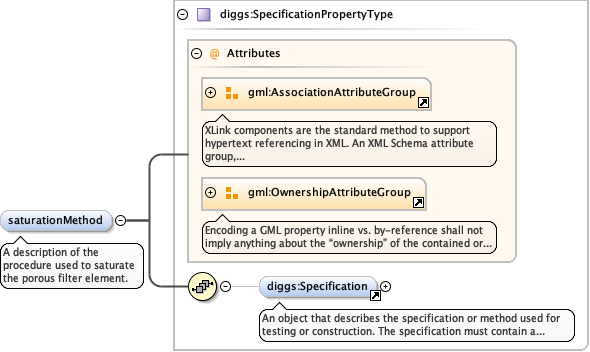 diggs:SpecificationPropertyType
@ Attributes
gml:AssociationAttributeGroup
XLink components are the standard method to support
hypertext referencing in XML. An XML Schema attribute
group,...
gml:OwnershipAttributeGroup
Encoding a GML property inline vs. by-reference shall not
imply anything about the “ownership” of the contained or...
saturationMethod
A description of the
procedure used to saturate
the porous filter element.
diggs:Specification
An object that describes the specification or method used for
testing or construction. The specification must contain a...